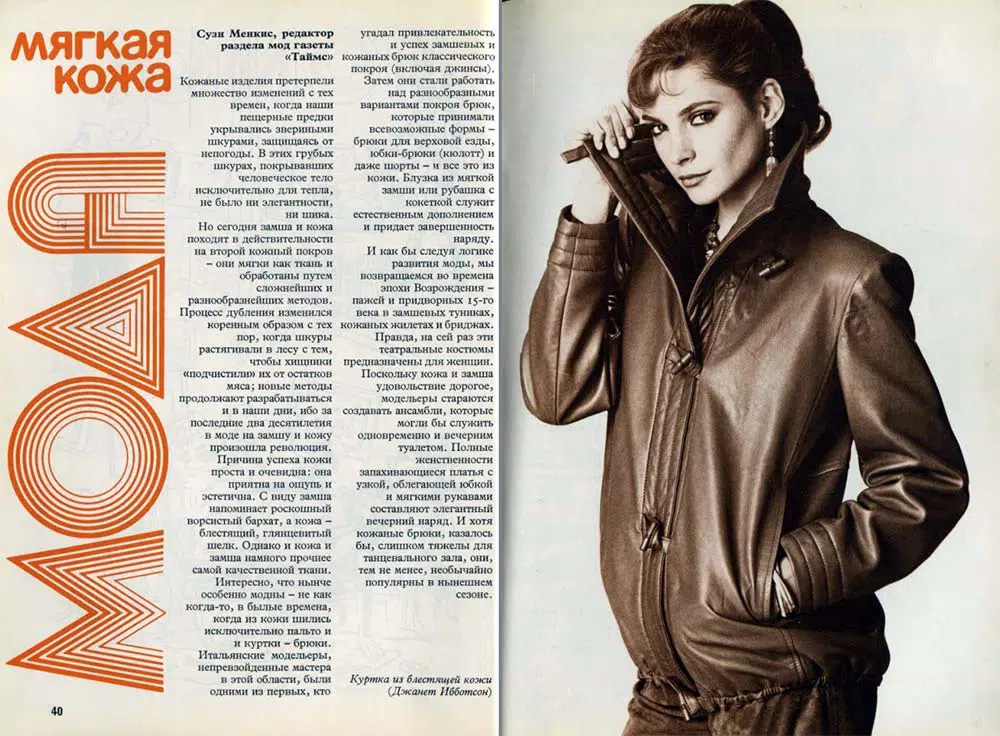 мягкая
кожа
МОДА
Сузи Менкис, редактор
раздела мод газеты
«Таймс»
Кожаные изделия претерпели
множество изменений с тех
времен, когда наши
пещерные предки
укрывались звериными
шкурами, защищаясь от
непогоды. В этих грубых
шкурах, покрывавших
человеческое тело
исключительно для тепла,
не было ни элегантности,
ни шика.
Но сегодня замша и кожа
походят в действительности
на второй кожный покров
– они мягки как ткань и
обработаны путем
сложнейших и
разнообразнейших методов.
Процесс дубления изменился
коренным образом с тех
пор, когда шкуры
растягивали в лесу с тем,
чтобы хищники
«подчистили» их от остатков
мяса; новые методы
продолжают разрабатываться
и в наши дни, ибо за
последние два десятилетия
в моде на замшу и кожу
произошла революция.
Причина успеха кожи
проста и очевидна: она
приятна на ощупь и
эстетична. С виду замша
напоминает роскошный
ворсистый бархат, а кожа –
блестящий, глянцевитый
шелк. Однако и кожа и
замша намного прочнее
самой качественной ткани.
Интересно, что нынче
особенно модны – не как
когда-то, в былые времена,
когда из кожи шились
исключительно пальто и
и куртки – брюки.
Итальянские модельеры,
непревзойденные мастера
в этой области, были
одними из первых, кто
угадал привлекательность
и успех замшевых и
кожаных брюк классического
покроя (включая джинсы).
Затем они стали работать
над разнообразными
вариантами покроя брюк,
которые принимали
всевозможные формы –
брюки для верховой езды,
юбки-брюки (кюлотт) и
даже шорты – и все это из
кожи. Блузка из мягкой
замши или рубашка с
кокеткой служит
естественным дополнением
и придает завершенность
наряду.
И как бы следуя логике
развития моды, мы
возвращаемся во времена
эпохи Возрождения –
пажей и придворных 15-го
века в замшевых туниках,
кожаных жилетах и бриджах.
Правда, на сей раз эти
театральные костюмы
предназначены для женщин.
Поскольку кожа и замша
удовольствие дорогое,
модельеры стараются
создавать ансамбли, которые
могли бы служить
одновременно и вечерним
туалетом. Полные
женственности
запахивающиеся платья с
узкой, облегающей юбкой
и мягкими рукавами
составляют элегантный
вечерний наряд. И хотя
кожаные брюки, казалось
бы, слишком тяжелы для
танцевального зала, они,
тем не менее, необычайно
популярны в нынешнем
сезоне.
Куртка из блестящей кожи
(Джанет Ибботсон)
40